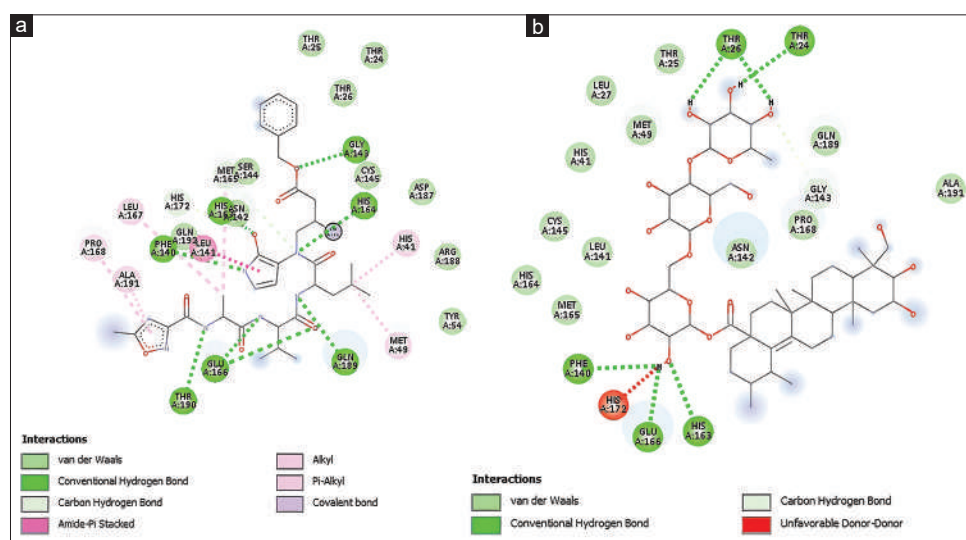 a
THR
A:25
THR
A:24
THR
A:26
GLY
A:143
MET
A:165
SER
A:144
CYS
A:145
ASP
A:187
HIS
A:172
HIS
ASN
A:142
HIS
A:164
LEU
A:167
PHE
A:140
GLN
LEU
A:141
HIS
A:41
ARG
A:188
PRO
A:168
ALA
A:191
TYR
A:54
MET
A:49
GLU
A:166
GLN
A:189
THR
A:190
Interactions
van der Waals
Conventional Hydrogen Bond
Carbon Hydrogen Bond
Amide-Pi Stacked
Alkyl
Pi-Alkyl
Covalent bond
b
THR
A:26
THR
A:24
THR
A:25
LEU
A:27
H
H
H
MET
A:49
GLN
A:189
HIS
A:41
GLY
A:143
ALA
A:191
CYS
A:145
PRO
A:168
LEU
A:141
ASN
A:142
HIS
A:164
MET
A:165
PHE
A:140
H
HIS
A:172
GLU
A:166
HIS
A:163
Interactions
van der Waals
Conventional Hydrogen Bond
Carbon Hydrogen Bond
Unfavorable Donor-Donor